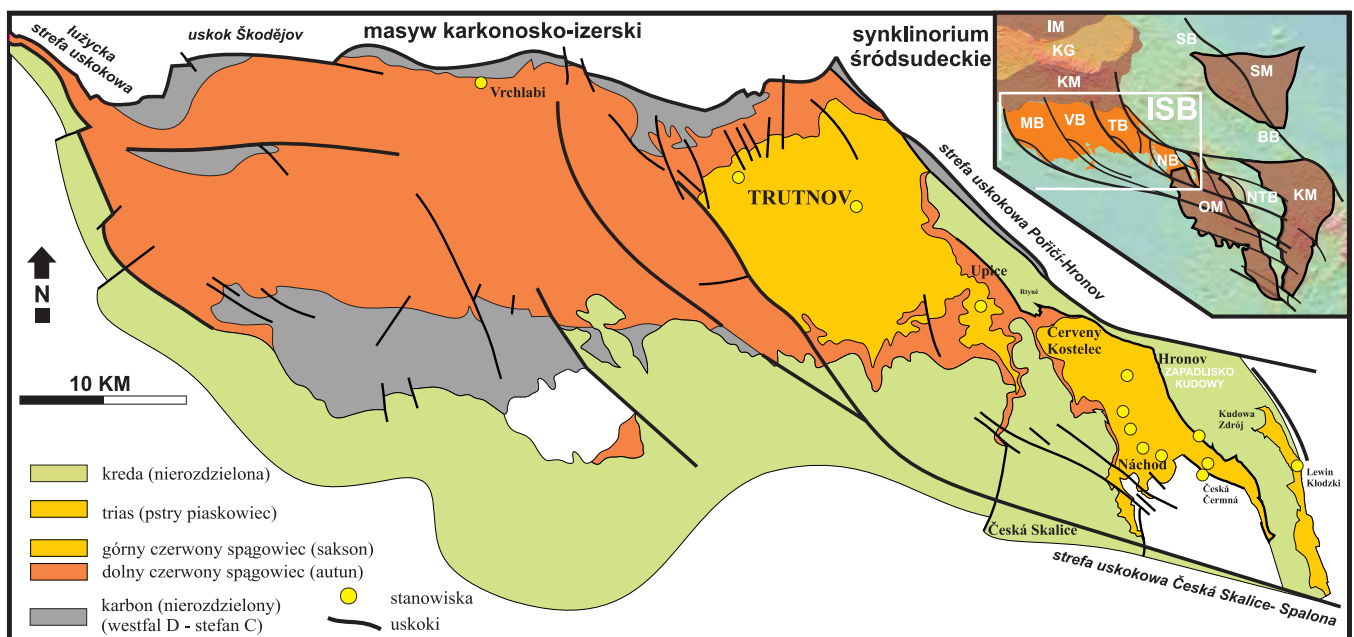 łużycka
strefa uskokowa
uskok Škodějov
masyw karkonosko-izerski
synklinorium
śródsudeckie
Vrchlabi
TRUTNOV
strefa uskokowa Poříčí-Hronov
Upice
Rtyně
Červeny
Kostelec
Hronov
ZAPADLISKO
KUDOWY
Kudowa
Zdrój
Lewin
Kłodzki
Náchod
Česká
Čermná
Česká Skalice
strefa uskokowa Česká Skalice- Spalona
N
10 KM
kreda (nierozdzielona)
trias (pstry piaskowiec)
górny czerwony spągowiec (sakson)
dolny czerwony spągowiec (autun)
karbon (nierozdzielony)
(westfal D - stefan C)
stanowiska
uskoki
IM
KG
KM
SB
SM
ISB
MB
VB
TB
NB
BB
OM
NTB
KM